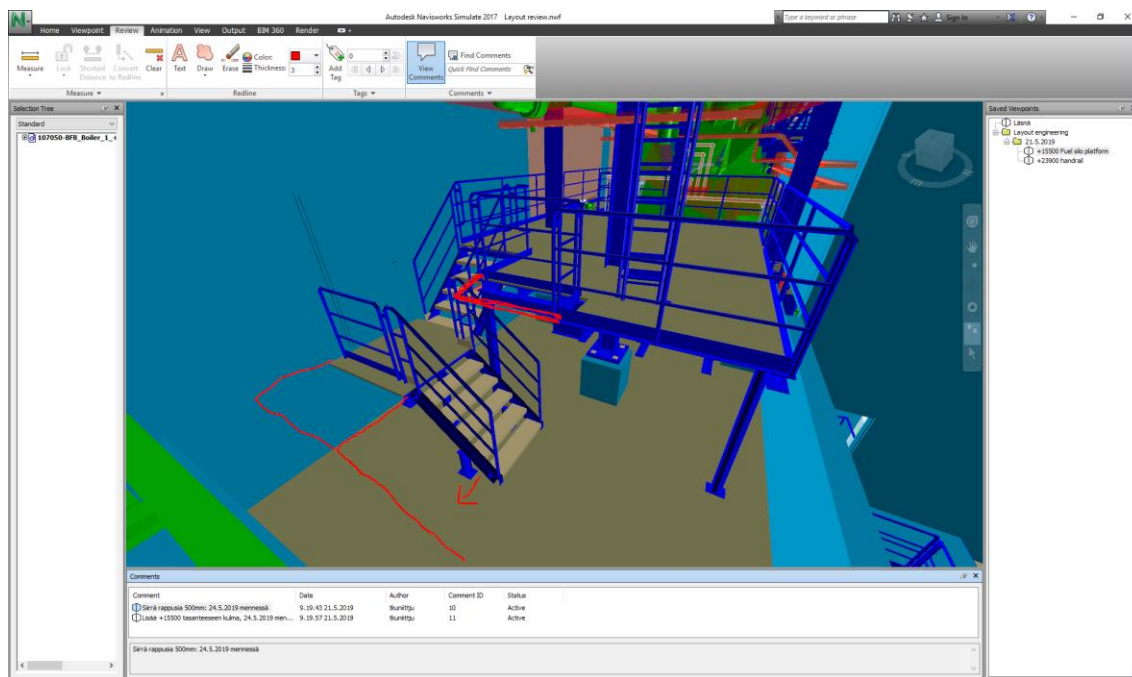 Autodesk Navisworks Simulate 2017 Layout review.nwf
Type a keyword or phrase
Sign In
Home Viewpoint Review Animation View Output BIM 360 Render
Measure
Lock
Shortest Distance
Convert to Redline
Clear
Text
Draw
Erase
Color:
Thickness: 3
Add Tag
0
View Comments
Find Comments
Quick Find Comments
Measure
Redline
Tags
Comments
Selection Tree
Standard
107050-BFB_Boiler_1_
Saved Viewpoints
Läsnä
Layout engineering
21.5.2019
+15500 Fuel silo platform
+23900 handrail
Comments
Comment Date Author Comment ID Status
Siirrä rappusia 500mm: 24.5.2019 mennessä 9.19.43 21.5.2019 10 Active
Lisää +15500 tasanteeseen kulma, 24.5.2019 men... 9.19.57 21.5.2019 11 Active
Siirrä rappusia 500mm: 24.5.2019 mennessä